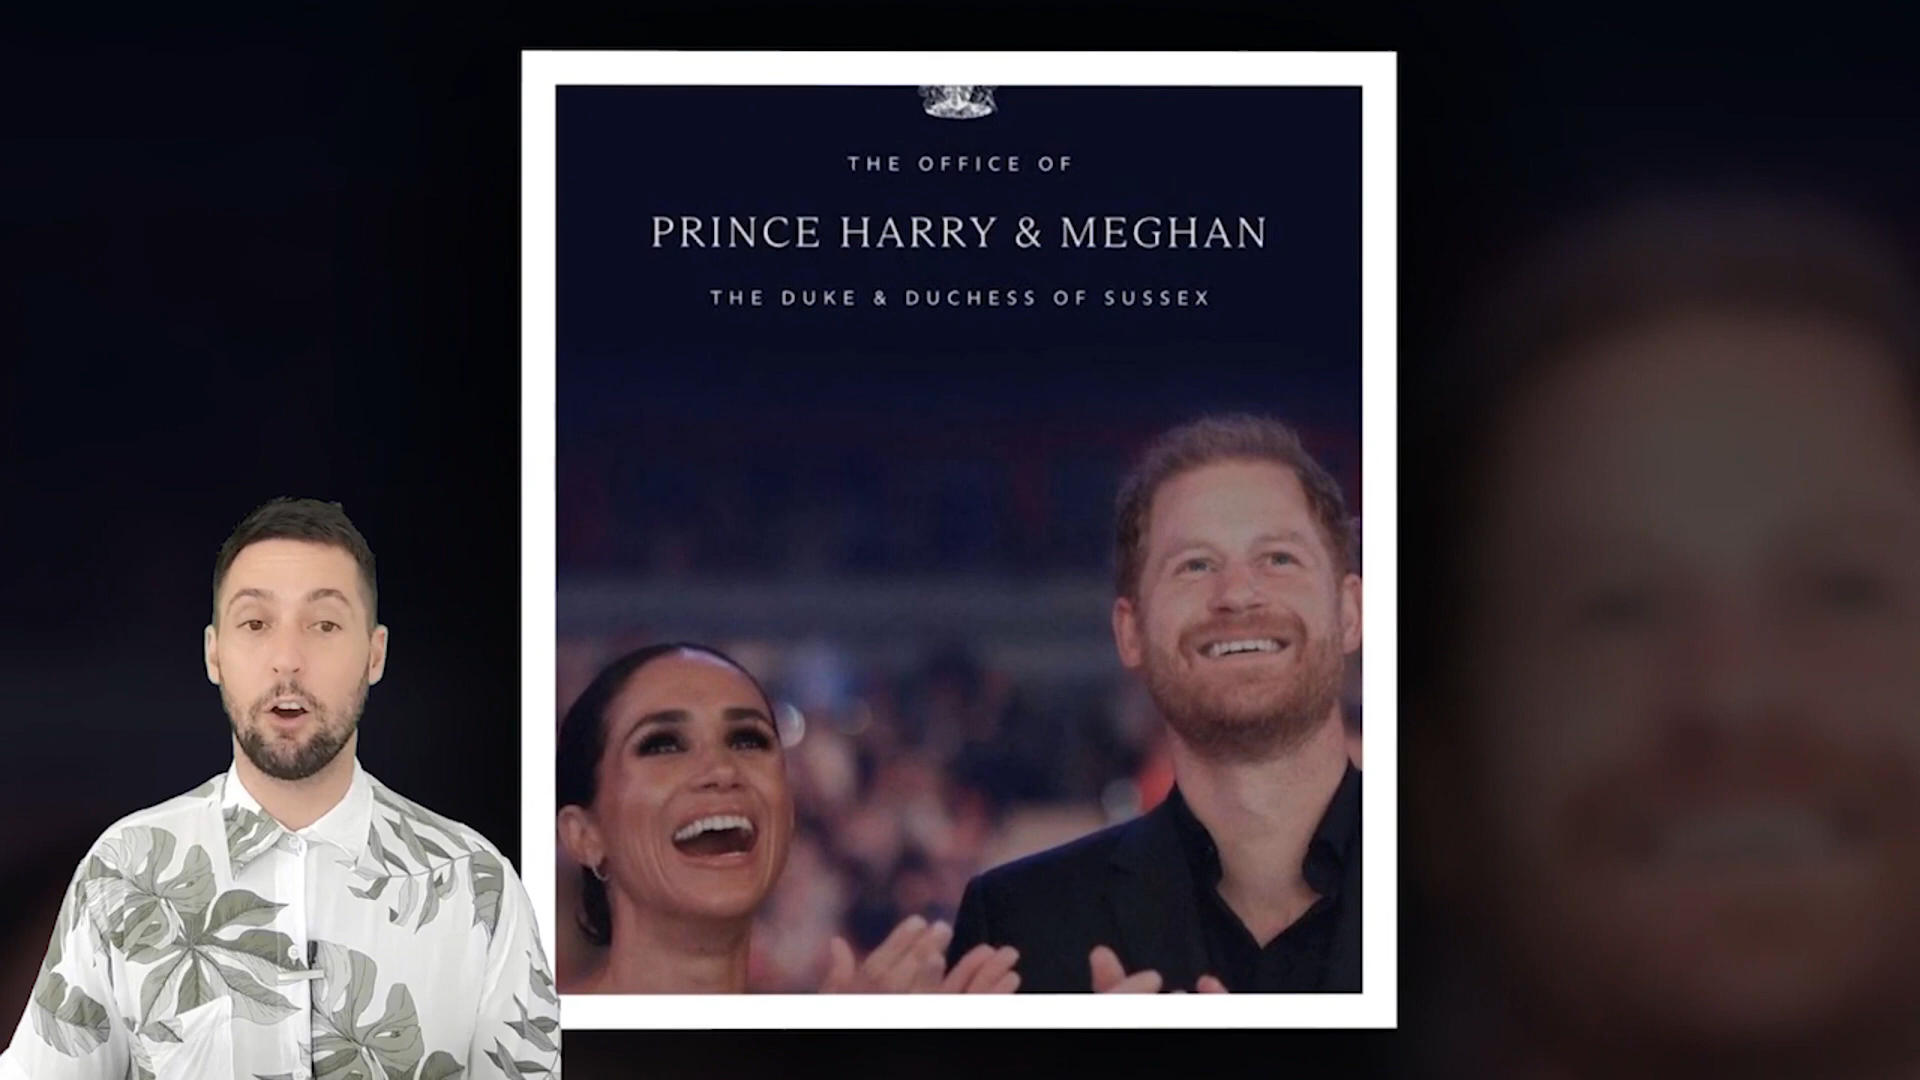 THE OFFICE OF
PRINCE HARRY & MEGHAN
THE DUKE & DUCHESS OF SUSSEX